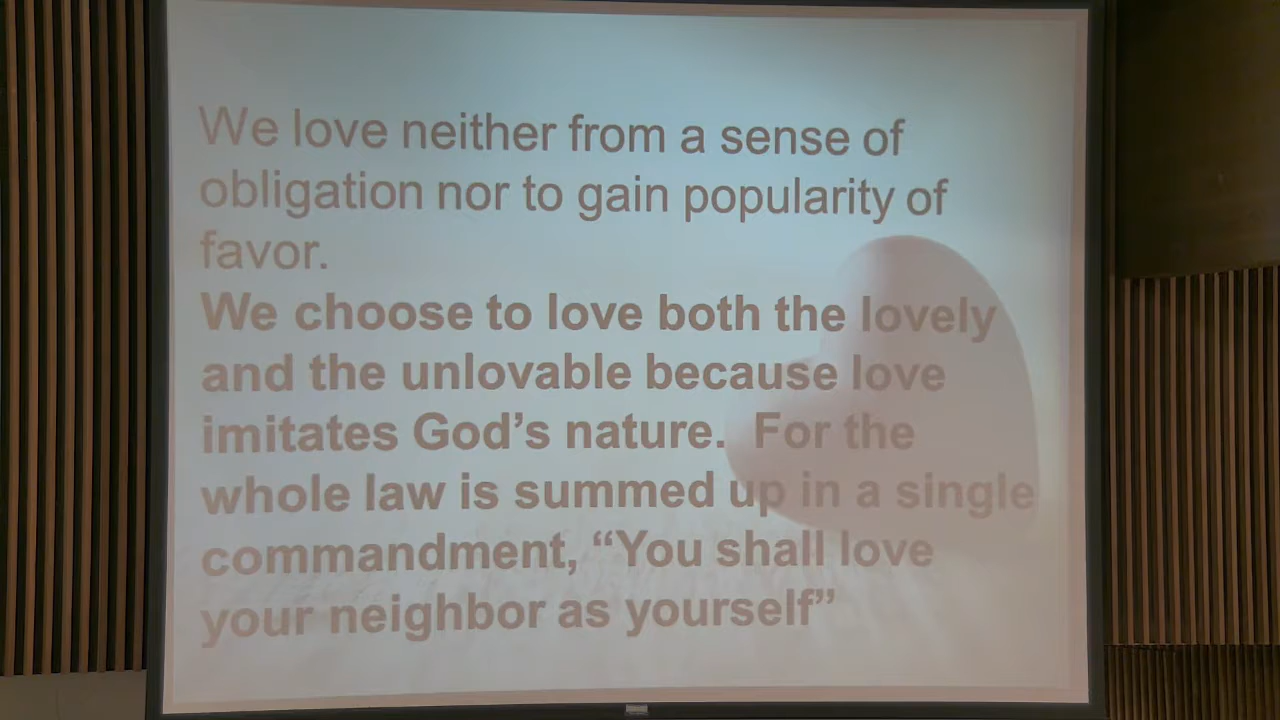 We love neither from a sense of
obligation nor to gain popularity of
favor.
We choose to love both the lovely
and the unlovable because love
imitates God's nature.  For the
whole law is summed up in a single
commandment, “You shall love
your neighbor as yourself”